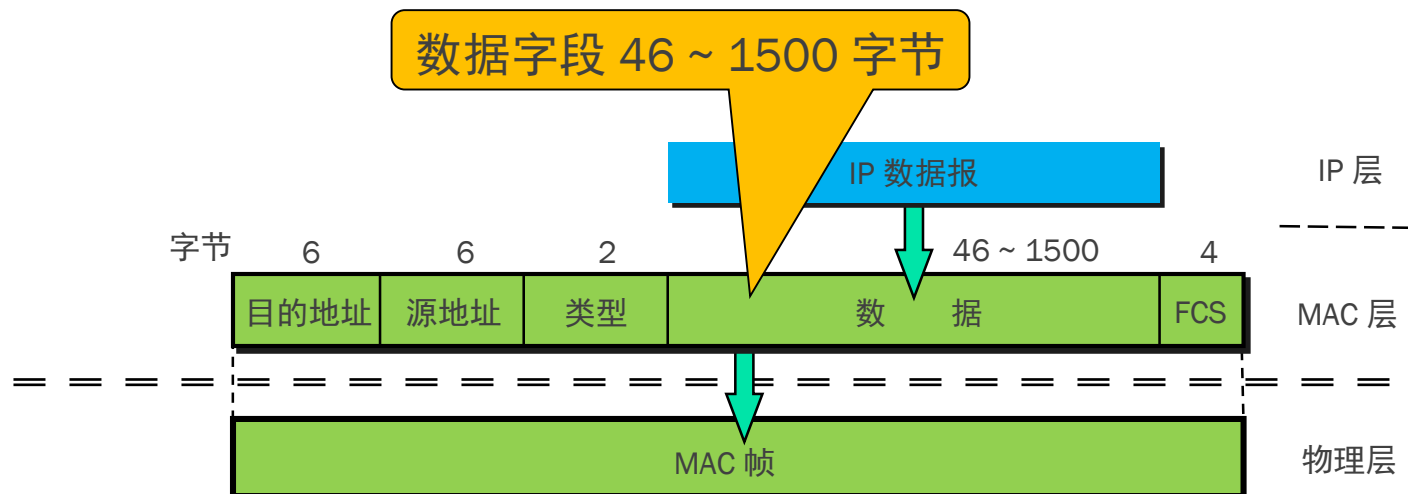 数据字段 46 ~ 1500 字节
IP 数据报
IP 层
字节 6 6 2 46 ~ 1500 4
目的地址 源地址 类型 数 据 FCS
MAC 层
MAC 帧
物理层